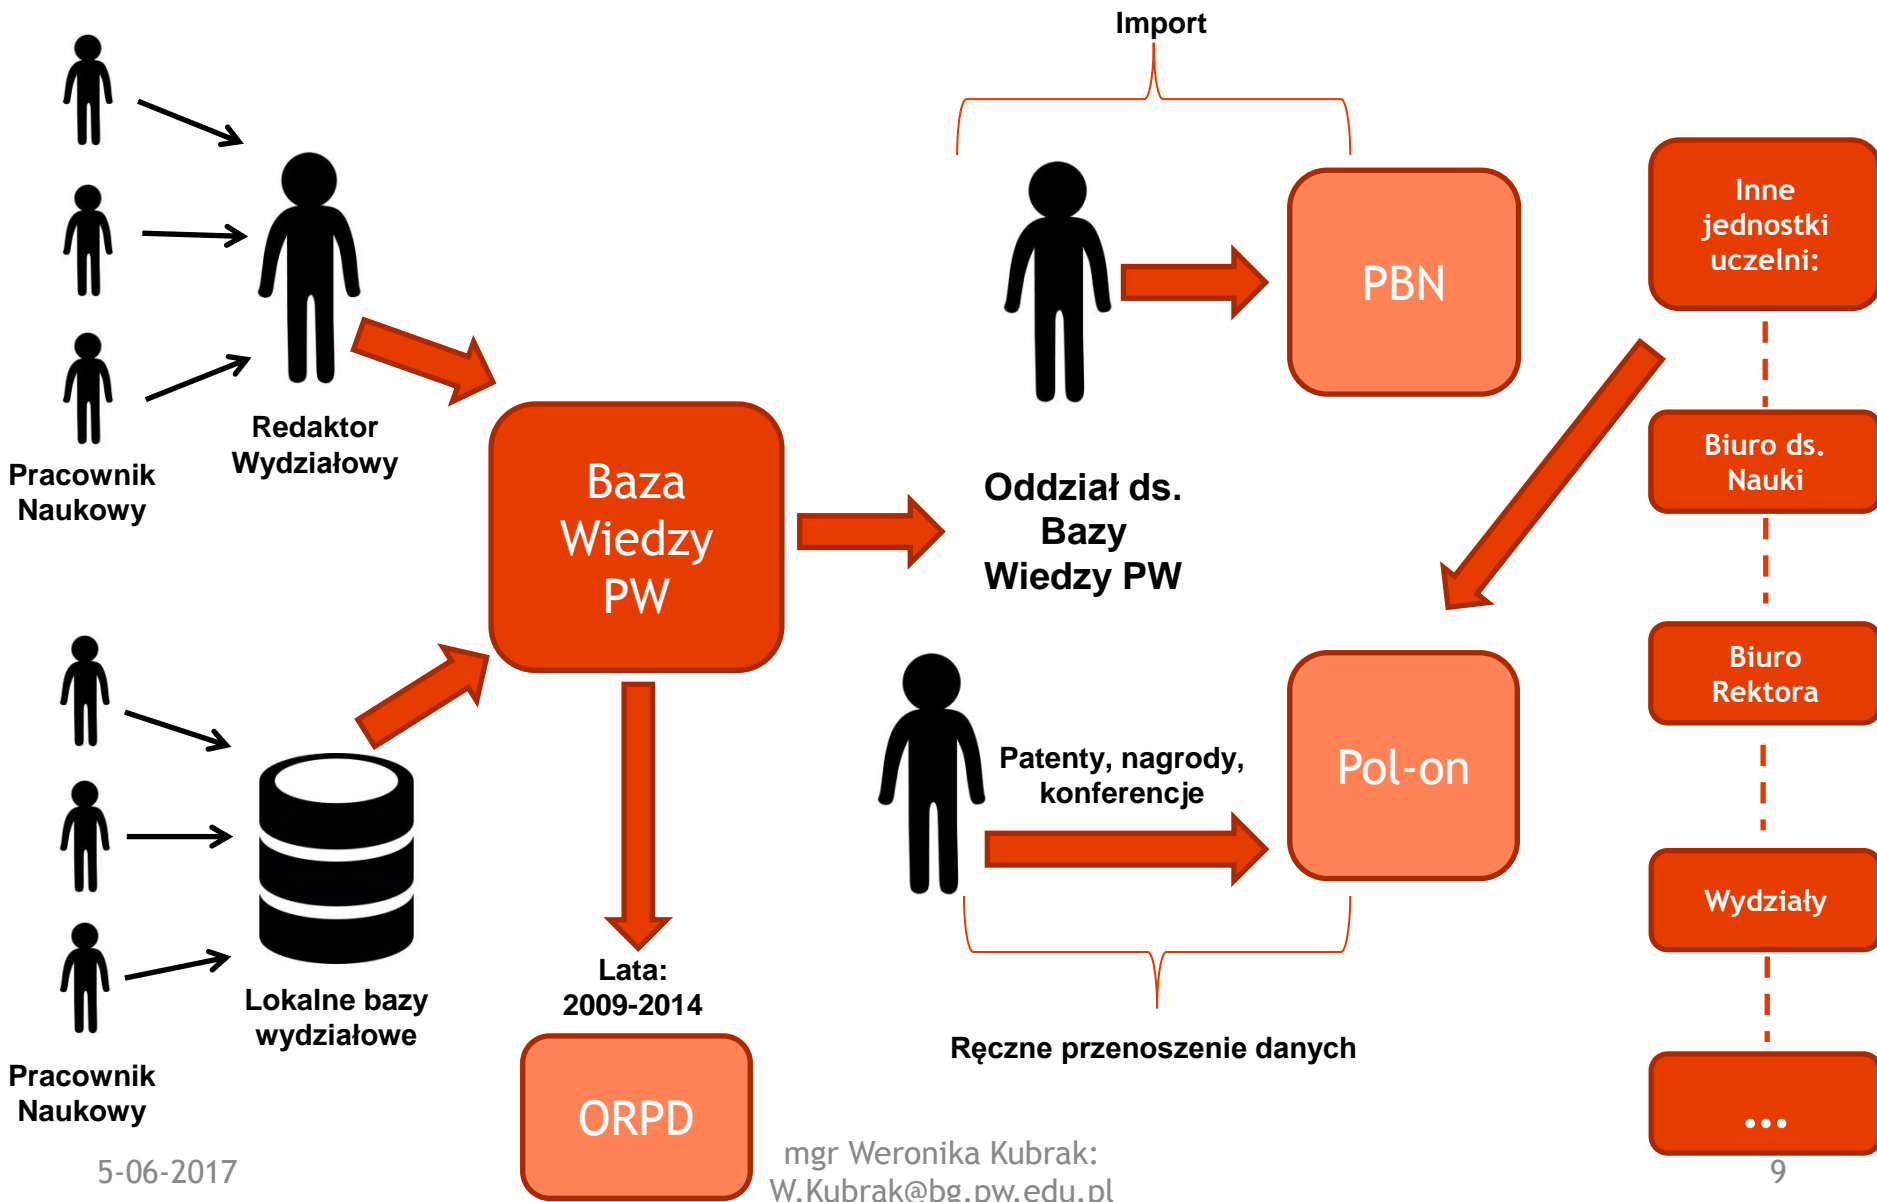 Import
Inne
jednostki
uczelni:
PBN
Redaktor
Wydziałowy
Pracownik
Naukowy
Baza
Wiedzy
PW
Oddział ds.
Bazy
Wiedzy PW
Biuro ds.
Nauki
Biuro
Rektora
Patenty, nagrody,
konferencje
Pol-on
Wydziały
Lokalne bazy
wydziałowe
Lata:
2009-2014
Ręczne przenoszenie danych
Pracownik
Naukowy
ORPD
...
5-06-2017
mgr Weronika Kubrak:
W.Kubrak@bg.pw.edu.pl
9